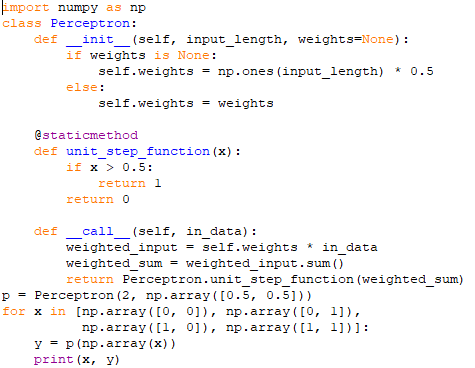 import numpy as np
class Perceptron:
    def __init__(self, input_length, weights=None):
        if weights is None:
            self.weights = np.ones(input_length) * 0.5
        else:
            self.weights = weights

    @staticmethod
    def unit_step_function(x):
        if x > 0.5:
            return 1
        return 0

    def __call__(self, in_data):
        weighted_input = self.weights * in_data
        weighted_sum = weighted_input.sum()
        return Perceptron.unit_step_function(weighted_sum)
p = Perceptron(2, np.array([0.5, 0.5]))
for x in [np.array([0, 0]), np.array([0, 1]),
          np.array([1, 0]), np.array([1, 1])]:
    y = p(np.array(x))
    print(x, y)